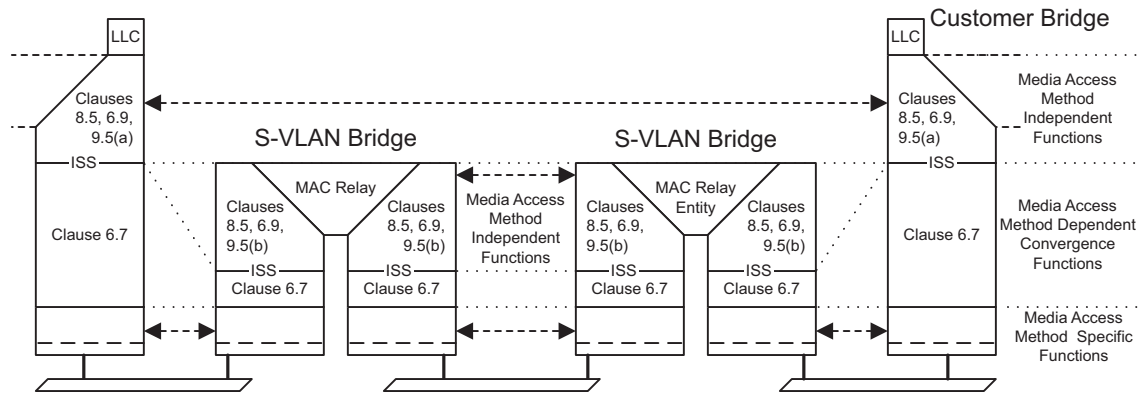 LLC
Clauses
8.5, 6.9,
9.5(a)
ISS
Clause 6.7
S-VLAN Bridge
MAC Relay
Clauses
8.5, 6.9,
9.5(b)
ISS
Clause 6.7
Clauses
8.5, 6.9,
9.5(b)
ISS
Clause 6.7
Media Access
Method
Independent
Functions
S-VLAN Bridge
MAC Relay
Entity
Clauses
8.5, 6.9,
9.5(b)
ISS
Clause 6.7
Clauses
8.5, 6.9,
9.5(b)
ISS
Clause 6.7
Customer Bridge
LLC
Clauses
8.5, 6.9,
9.5(a)
ISS
Clause 6.7
Media Access
Method
Independent
Functions
Media Access
Method Dependent
Convergence
Functions
Media Access
Method Specific
Functions